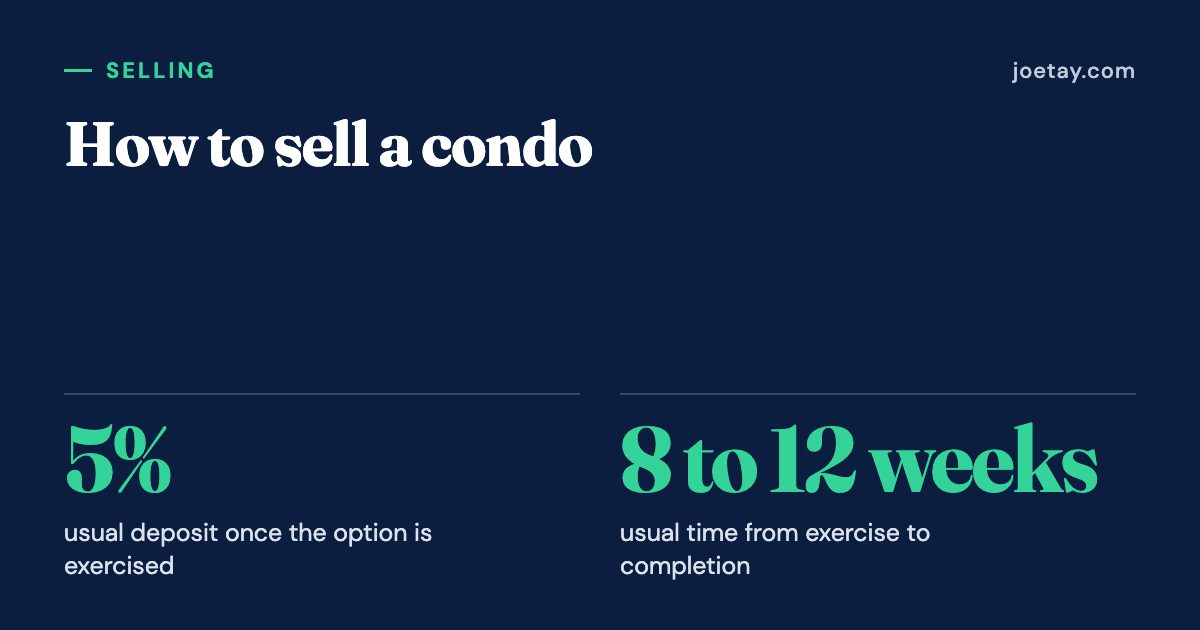 — SELLING
joetay.com
How to sell a condo
5%
usual deposit once the option is
exercised
8 to 12 weeks
usual time from exercise to
completion